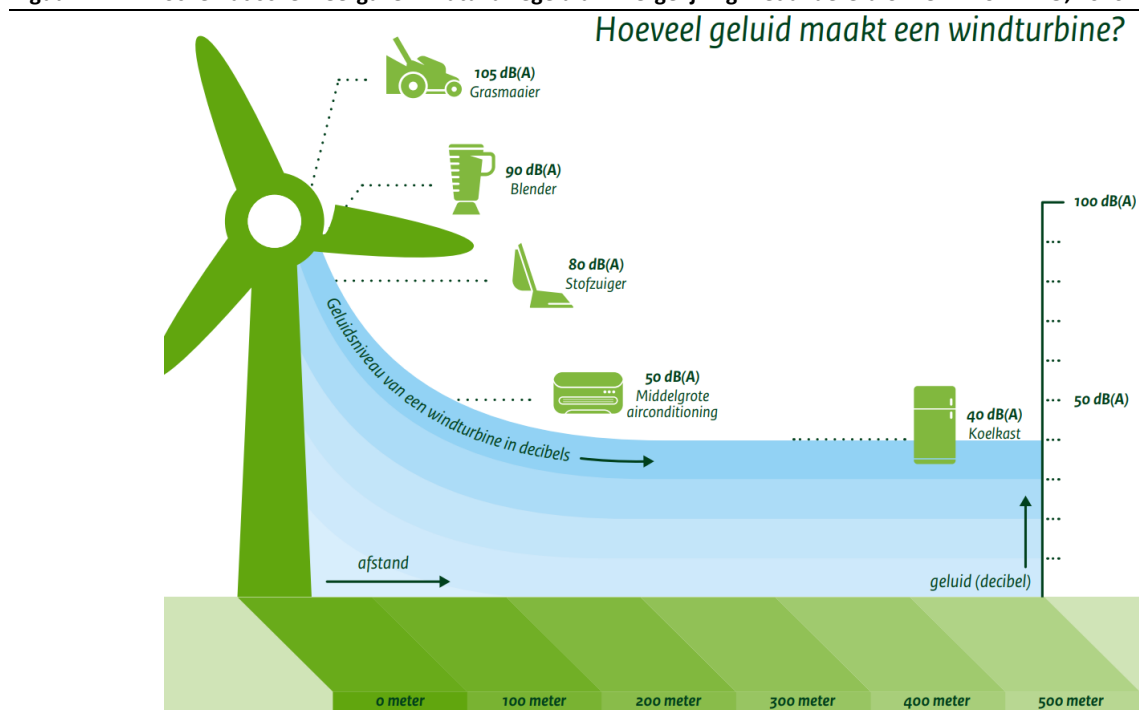 Hoeveel geluid maakt een windturbine?
105 dB(A)
Grasmaaier
90 dB(A)
Blender
100 dB(A)
80 dB(A)
Stofzuiger
Geluidsniveau van een windturbine in decibels
50 dB(A)
Middelgrote
airconditioning
50 dB(A)
40 dB(A)
Koelkast
afstand
geluid (decibel)
0 meter
100 meter
200 meter
300 meter
400 meter
500 meter